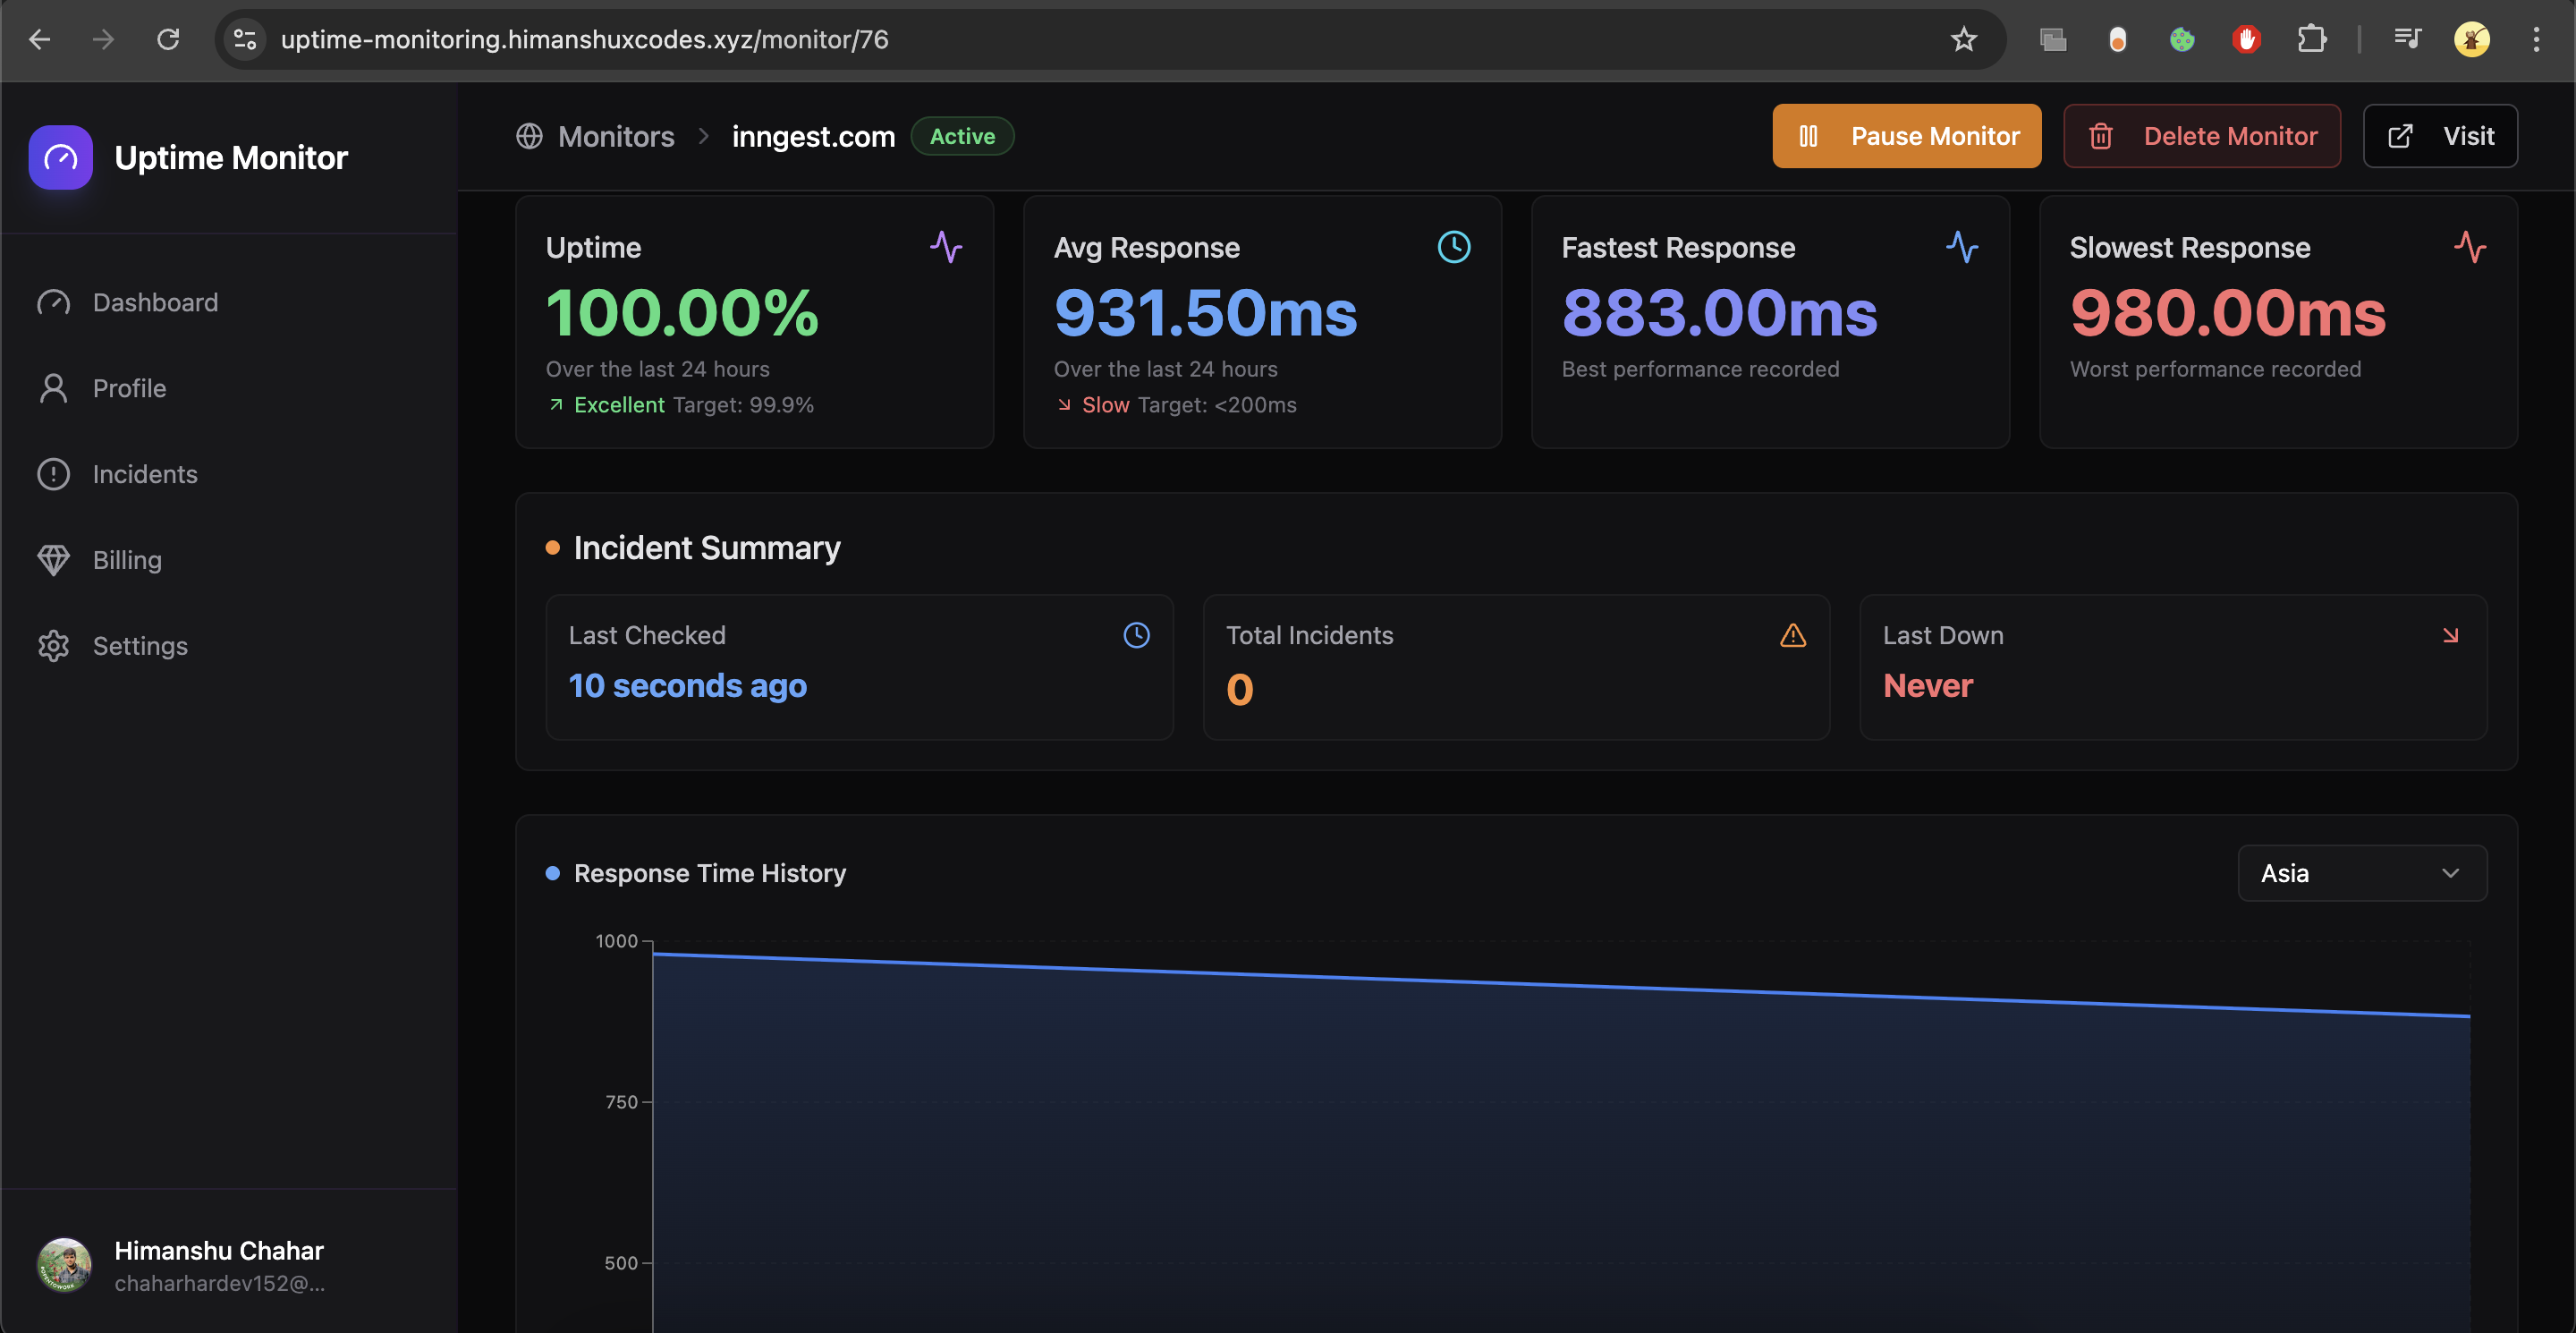 uptime-monitoring.himanshuxcodes.xyz/monitor/76
Uptime Monitor
Dashboard
Profile
Incidents
Billing
Settings
Himanshu Chahar
chaharhardev152@...
Monitors > inngest.com Active
Pause Monitor
Delete Monitor
Visit
Uptime
100.00%
Over the last 24 hours
Excellent Target: 99.9%
Avg Response
931.50ms
Over the last 24 hours
Slow Target: <200ms
Fastest Response
883.00ms
Best performance recorded
Slowest Response
980.00ms
Worst performance recorded
Incident Summary
Last Checked
10 seconds ago
Total Incidents
0
Last Down
Never
Response Time History
Asia
1000
750
500